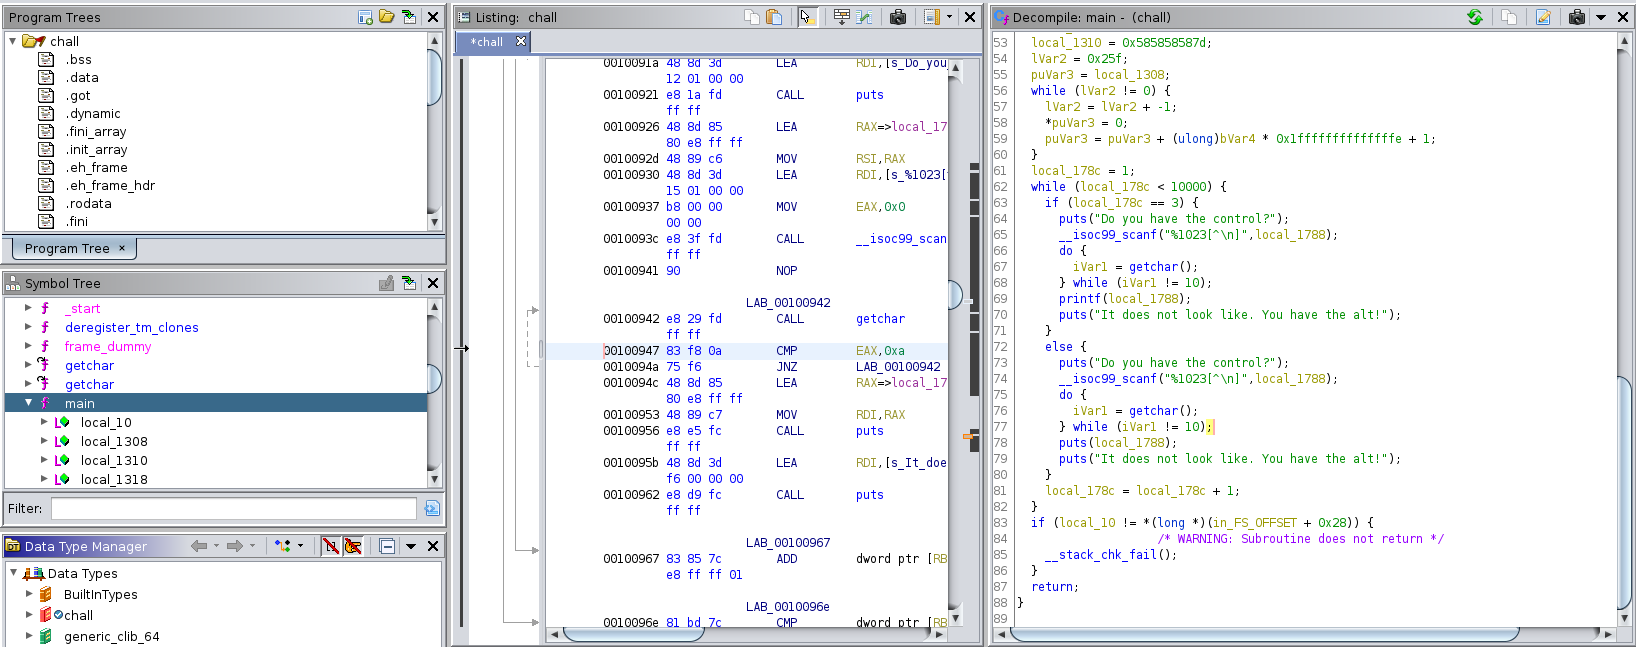 Program Trees
chall
.bss
.data
.got
.dynamic
.fini_array
.init_array
.eh_frame
.eh_frame_hdr
.rodata
.fini
Program Tree ×
Symbol Tree
_start
deregister_tm_clones
frame_dummy
getchar
getchar
main
local_10
local_1308
local_1310
local_1318
Filter:
Data Type Manager
Data Types
BuiltInTypes
chall
generic_clib_64
Listing: chall
*chall
0010091a 48 8d 3d LEA RDI,[s_Do_you
12 01 00 00
00100921 e8 1a fd CALL puts
ff ff
00100926 48 8d 85 LEA RAX=>local_17
80 e8 ff ff
0010092d 48 89 c6 MOV RSI,RAX
00100930 48 8d 3d LEA RDI,[s_%1023[
15 01 00 00
00100937 b8 00 00 MOV EAX,0x0
00 00
0010093c e8 3f fd CALL __isoc99_scan
ff ff
00100941 90 NOP
LAB_00100942
00100942 e8 29 fd CALL getchar
ff ff
00100947 83 f8 0a CMP EAX,0xa
0010094a 75 f6 JNZ LAB_00100942
0010094c 48 8d 85 LEA RAX=>local_17
80 e8 ff ff
00100953 48 89 c7 MOV RDI,RAX
00100956 e8 e5 fc CALL puts
ff ff
0010095b 48 8d 3d LEA RDI,[s_It_doe
f6 00 00 00
00100962 e8 d9 fc CALL puts
ff ff
LAB_00100967
00100967 83 85 7c ADD dword ptr [RB
e8 ff ff 01
LAB_0010096e
0010096e 81 bd 7c CMP dword ptr [RB
Decompile: main - (chall)
53 local_1310 = 0x585858587d;
54 lVar2 = 0x25f;
55 puVar3 = local_1308;
56 while (lVar2 != 0) {
57 lVar2 = lVar2 + -1;
58 *puVar3 = 0;
59 puVar3 = puVar3 + (ulong)bVar4 * 0x1ffffffffffffffe + 1;
60 }
61 local_178c = 1;
62 while (local_178c < 10000) {
63 if (local_178c == 3) {
64 puts("Do you have the control?");
65 __isoc99_scanf("%1023[^\n]",local_1788);
66 do {
67 iVar1 = getchar();
68 } while (iVar1 != 10);
69 printf(local_1788);
70 puts("It does not look like. You have the alt!");
71 }
72 else {
73 puts("Do you have the control?");
74 __isoc99_scanf("%1023[^\n]",local_1788);
75 do {
76 iVar1 = getchar();
77 } while (iVar1 != 10);
78 puts(local_1788);
79 puts("It does not look like. You have the alt!");
80 }
81 local_178c = local_178c + 1;
82 }
83 if (local_10 != *(long *)(in_FS_OFFSET + 0x28)) {
84 /* WARNING: Subroutine does not return */
85 __stack_chk_fail();
86 }
87 return;
88 }
89